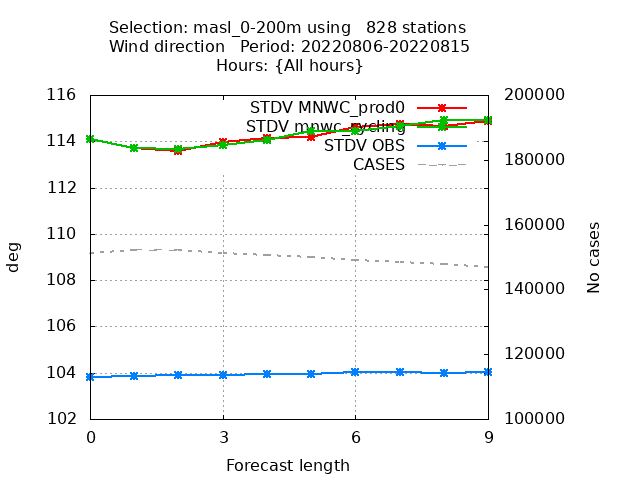 Selection: masl_0-200m using   828 stations
Wind direction   Period: 20220806-20220815
Hours: {All hours}
STDV MNWC_prod0
STDV mnwc_cycling
STDV OBS
CASES
116
114
112
110
108
106
104
102
200000
180000
160000
140000
120000
100000
0
3
6
9
deg
No cases
Forecast length